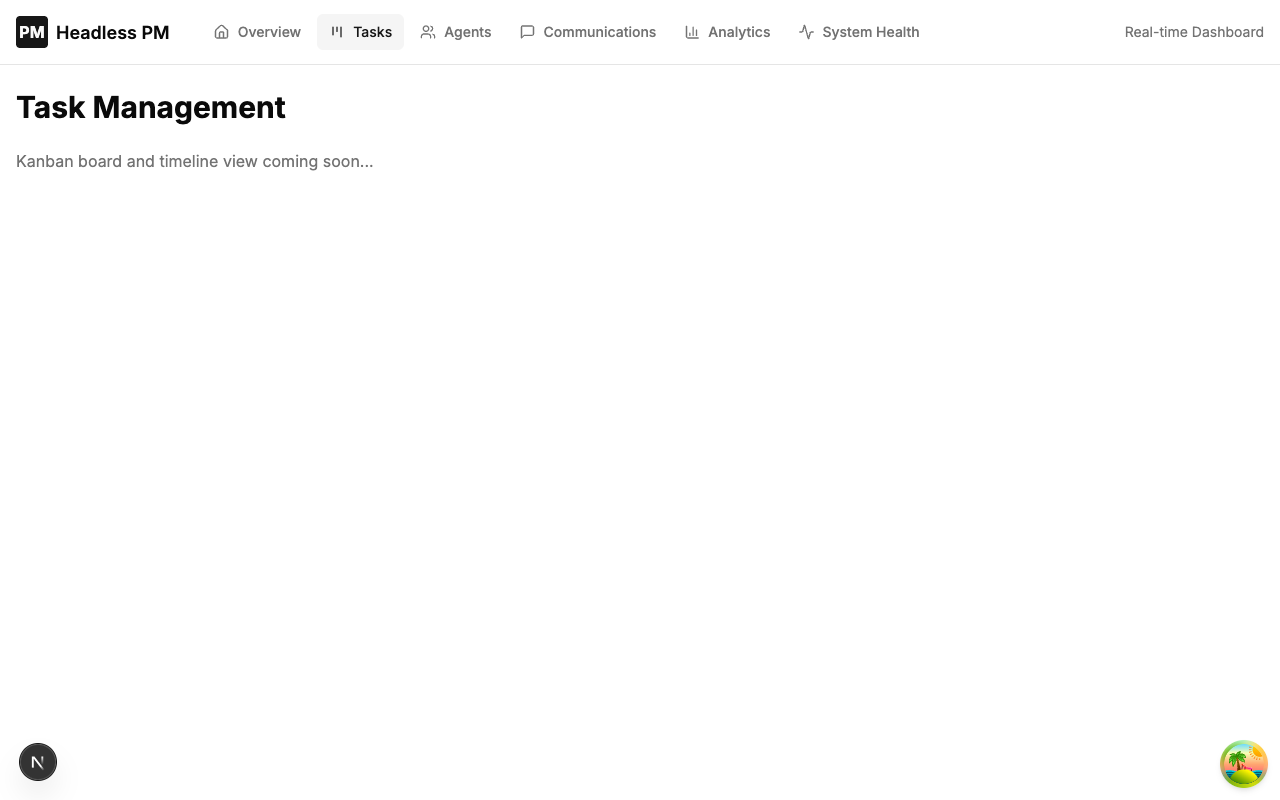 PM Headless PM Overview Tasks Agents Communications Analytics System Health Real-time Dashboard
Task Management
Kanban board and timeline view coming soon...
N